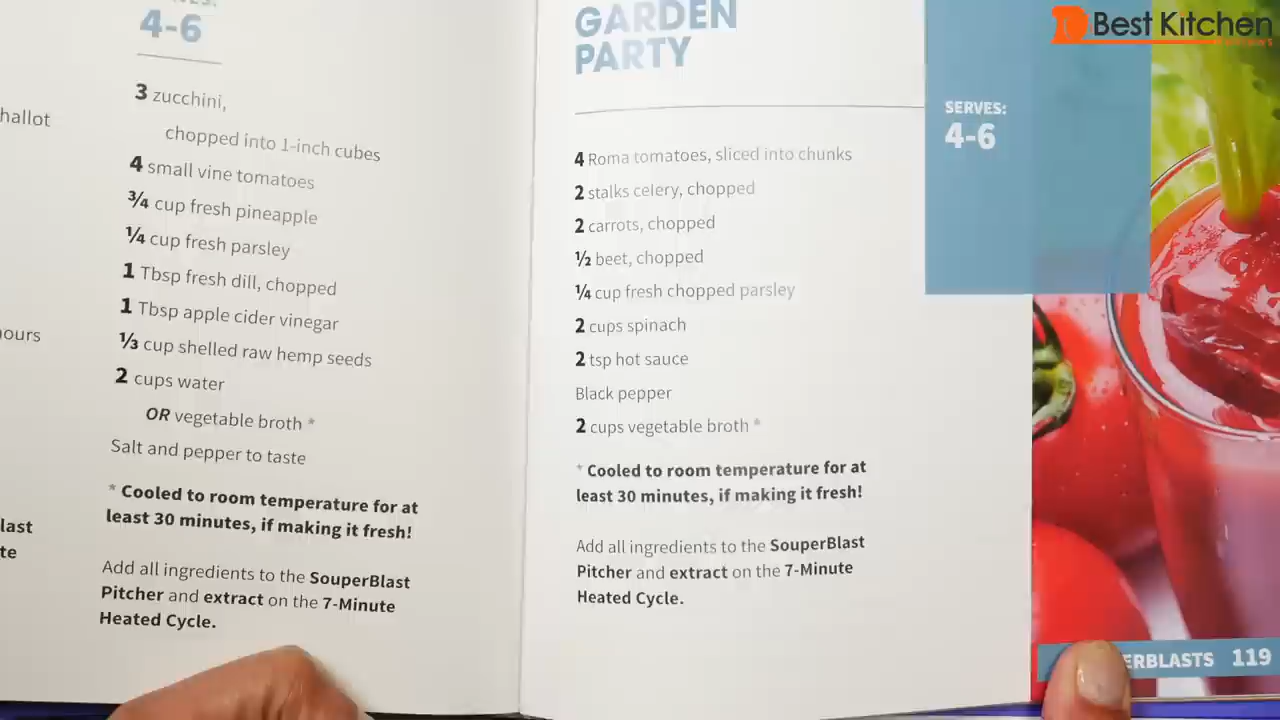 hallot
ours
last
te
4-6
3 zucchini,
chopped into 1-inch cubes
4 small vine tomatoes
¾ cup fresh pineapple
¼ cup fresh parsley
1 Tbsp fresh dill, chopped
1 Tbsp apple cider vinegar
⅓ cup shelled raw hemp seeds
2 cups water
OR vegetable broth *
Salt and pepper to taste
* Cooled to room temperature for at
least 30 minutes, if making it fresh!
Add all ingredients to the SouperBlast
Pitcher and extract on the 7-Minute
Heated Cycle.
GARDEN
PARTY
4 Roma tomatoes, sliced into chunks
2 stalks celery, chopped
2 carrots, chopped
½ beet, chopped
¼ cup fresh chopped parsley
2 cups spinach
2 tsp hot sauce
Black pepper
2 cups vegetable broth *
* Cooled to room temperature for at
least 30 minutes, if making it fresh!
Add all ingredients to the SouperBlast
Pitcher and extract on the 7-Minute
Heated Cycle.
SERVES:
4-6
Best Kitchen
ERBLASTS 119